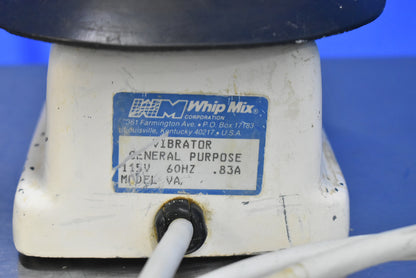 WM Whip Mix®
CORPORATION
361 Farmington Ave. • P.O. Box 17183
Louisville, Kentucky 40217 • U.S.A.
VIBRATOR
GENERAL PURPOSE
115V 60HZ .83A
MODEL VA